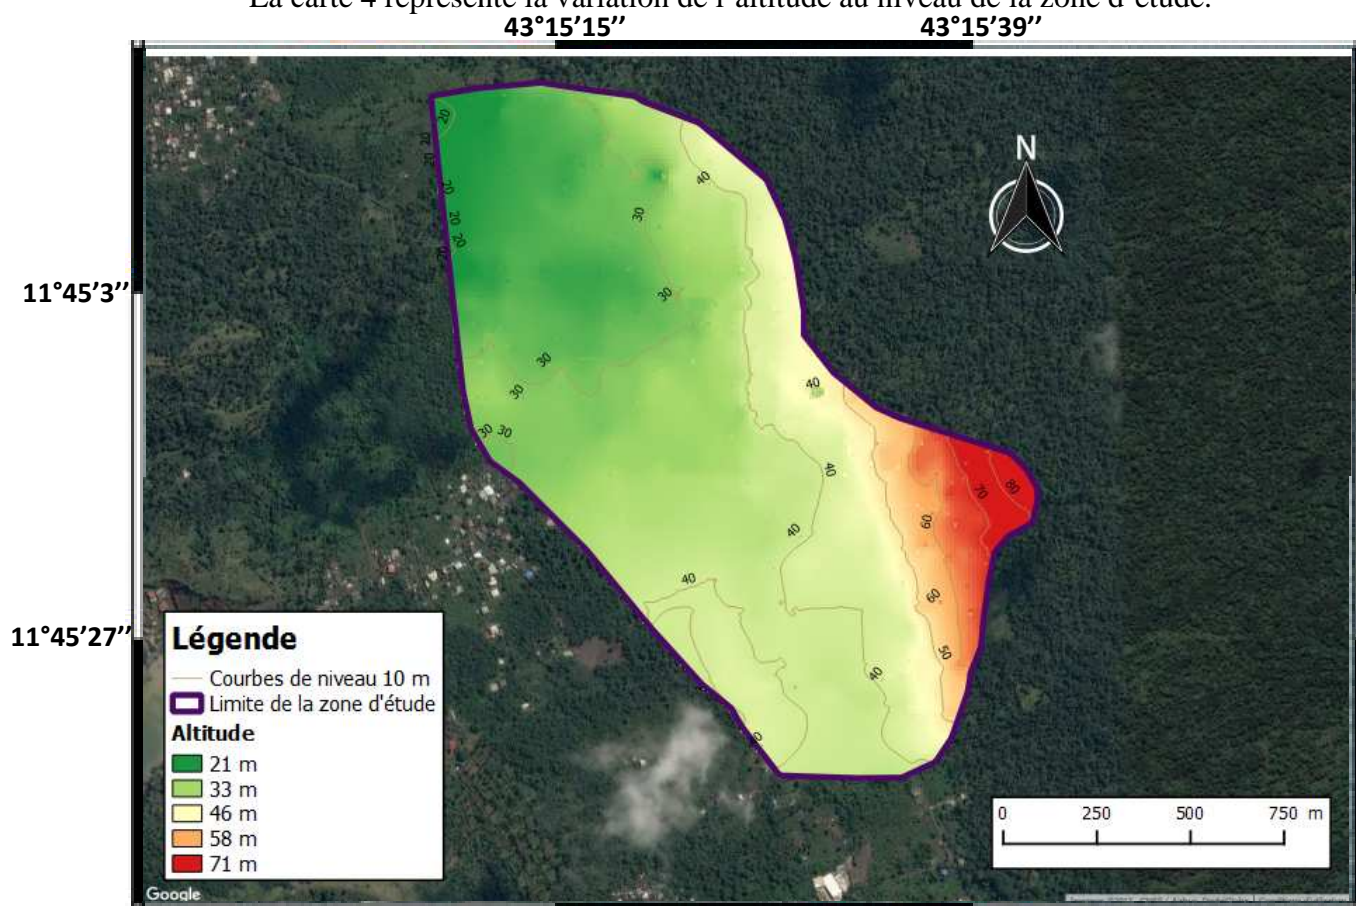 La carte 4 représente la variation de l'altitude au niveau de la zone d'étude.
43°15'15’’ 43°15'39’’
N
11°45'3’’
11°45'27’’
20
20
20
20
20
20
40
30
30
30
30
30 30
40
40
40
40
40
50
60
60
70
80
Légende
Courbes de niveau 10 m
Limite de la zone d'étude
Altitude
21 m
33 m
46 m
58 m
71 m
0 250 500 750 m
Google